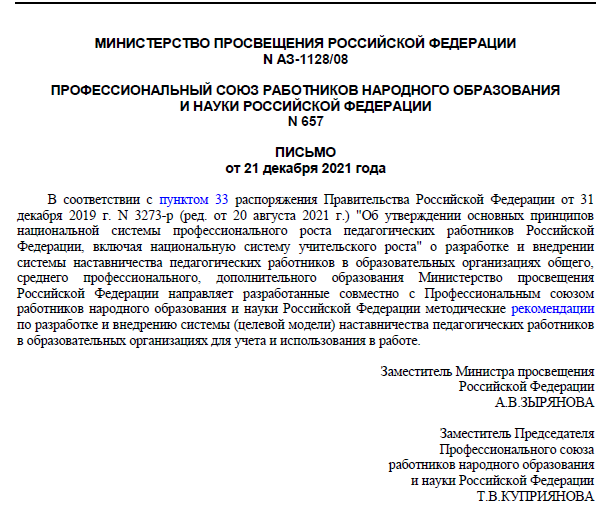 МИНИСТЕРСТВО ПРОСВЕЩЕНИЯ РОССИЙСКОЙ ФЕДЕРАЦИИ
N АЗ-1128/08
ПРОФЕССИОНАЛЬНЫЙ СОЮЗ РАБОТНИКОВ НАРОДНОГО ОБРАЗОВАНИЯ
И НАУКИ РОССИЙСКОЙ ФЕДЕРАЦИИ
N 657
ПИСЬМО
от 21 декабря 2021 года
В соответствии с пунктом 33 распоряжения Правительства Российской Федерации от 31
декабря 2019 г. N 3273-р (ред. от 20 августа 2021 г.) "Об утверждении основных принципов
национальной системы профессионального роста педагогических работников Российской
Федерации, включая национальную систему учительского роста" о разработке и внедрении
системы наставничества педагогических работников в образовательных организациях общего,
среднего профессионального, дополнительного образования Министерство просвещения
Российской Федерации направляет разработанные совместно с Профессиональным союзом
работников народного образования и науки Российской Федерации методические рекомендации
по разработке и внедрению системы (целевой модели) наставничества педагогических работников
в образовательных организациях для учета и использования в работе.
Заместитель Министра просвещения
Российской Федерации
А.В.ЗЫРЯНОВА
Заместитель Председателя
Профессионального союза
работников народного образования
и науки Российской Федерации
Т.В.КУПРИЯНОВА